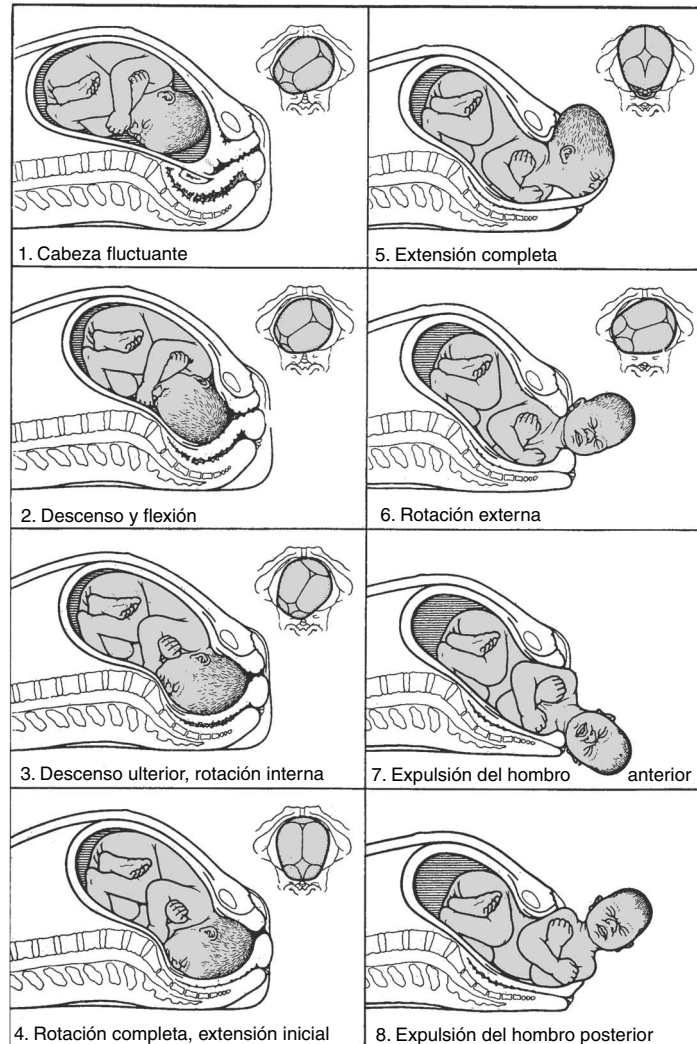 1. Cabeza fluctuante
2. Descenso y flexión
3. Descenso ulterior, rotación interna
4. Rotación completa, extensión inicial
5. Extensión completa
6. Rotación externa
7. Expulsión del hombro anterior
8. Expulsión del hombro posterior